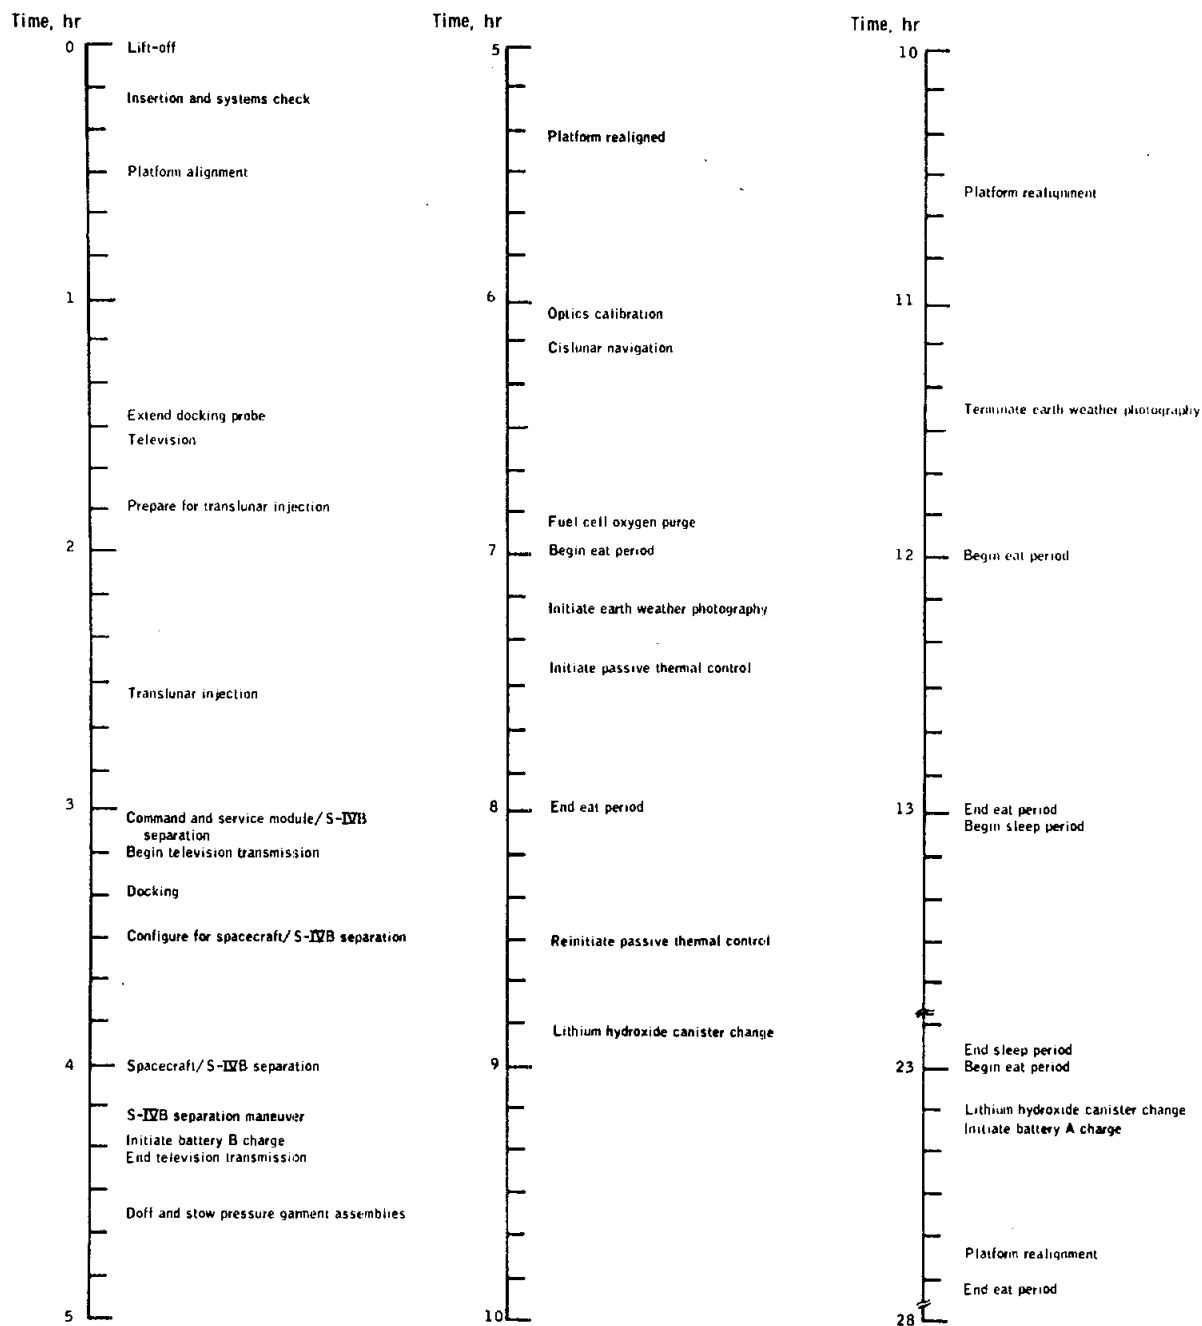 Time, hr
0 Lift-off
Insertion and systems check
Platform alignment
1
Extend docking probe
Television
Prepare for translunar injection
2
Translunar injection
3
Command and service module/S-IVB
separation
Begin television transmission
Docking
Configure for spacecraft/S-IVB separation
4 Spacecraft/S-IVB separation
S-IVB separation maneuver
Initiate battery B charge
End television transmission
Doff and stow pressure garment assemblies
5
Time, hr
5
Platform realigned
6
Optics calibration
Cislunar navigation
Fuel cell oxygen purge
7 Begin eat period
Initiate earth weather photography
Initiate passive thermal control
8 End eat period
Reinitiate passive thermal control
Lithium hydroxide canister change
9
10
Time, hr
10
Platform realignment
11
Terminate earth weather photography
12 Begin eat period
13 End eat period
Begin sleep period
End sleep period
23 Begin eat period
Lithium hydroxide canister change
Initiate battery A charge
Platform realignment
End eat period
28